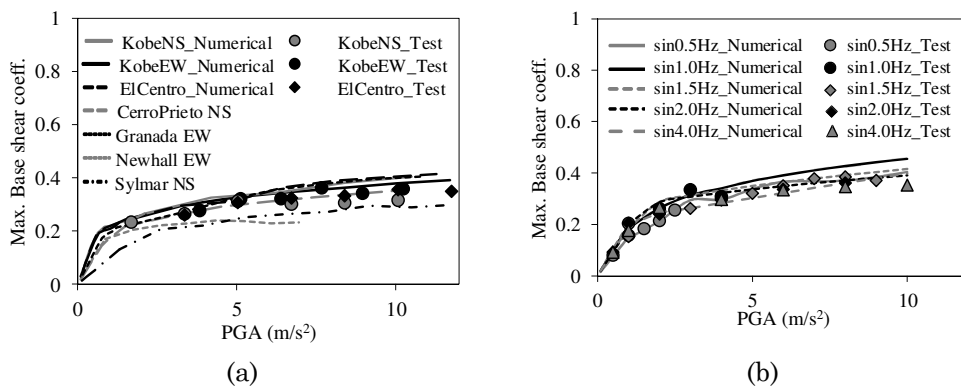 KobeNS_Numerical KobeNS_Test
KobeEW_Numerical KobeEW_Test
ElCentro_Numerical ElCentro_Test
CerroPrieto NS
Granada EW
Newhall EW
Sylmar NS
Max. Base shear coeff.
1
0.8
0.6
0.4
0.2
0
0 5 10
PGA (m/s²)
(a)
sin0.5Hz_Numerical sin0.5Hz_Test
sin1.0Hz_Numerical sin1.0Hz_Test
sin1.5Hz_Numerical sin1.5Hz_Test
sin2.0Hz_Numerical sin2.0Hz_Test
sin4.0Hz_Numerical sin4.0Hz_Test
Max. Base shear coeff.
1
0.8
0.6
0.4
0.2
0
0 5 10
PGA (m/s²)
(b)